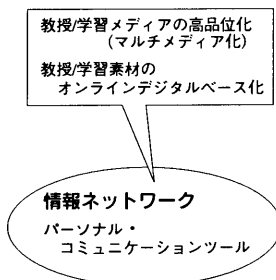 教授/学習メディアの高品位化
(マルチメディア化)
教授/学習素材の
オンラインデジタルベース化
情報ネットワーク
パーソナル・
コミュニケーションツール